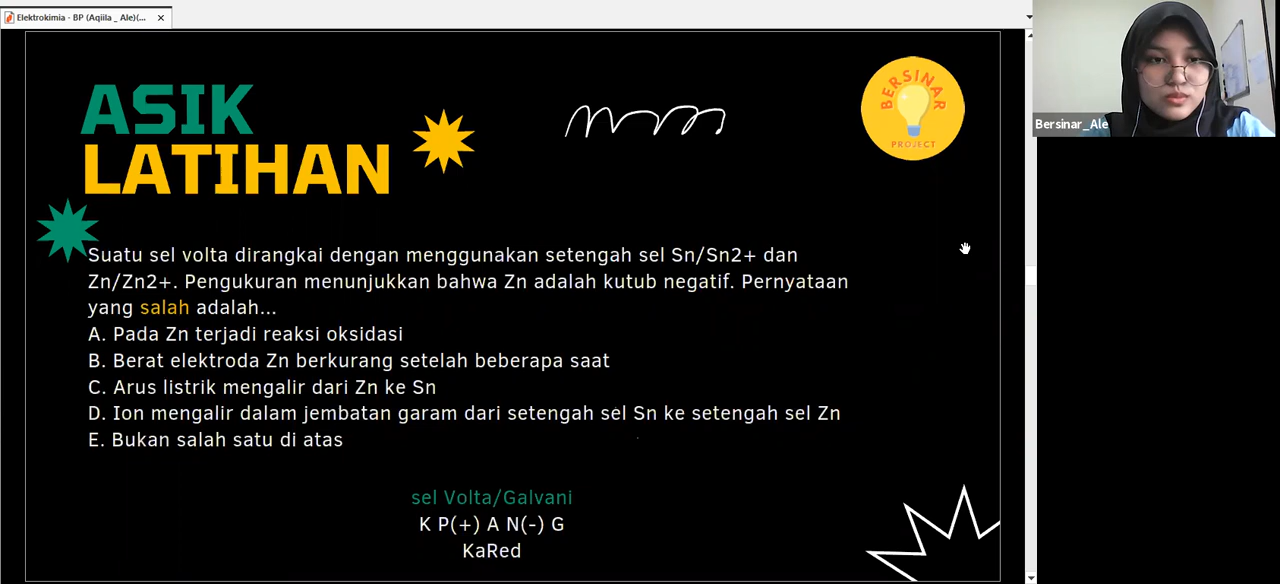 Elektrokimia - BP (Aqiila _ Ale)(...
ASIK
LATIHAN
BERSINAR
PROJECT
Bersinar_Ale
Suatu sel volta dirangkai dengan menggunakan setengah sel Sn/Sn2+ dan
Zn/Zn2+. Pengukuran menunjukkan bahwa Zn adalah kutub negatif. Pernyataan
yang salah adalah...
A. Pada Zn terjadi reaksi oksidasi
B. Berat elektroda Zn berkurang setelah beberapa saat
C. Arus listrik mengalir dari Zn ke Sn
D. Ion mengalir dalam jembatan garam dari setengah sel Sn ke setengah sel Zn
E. Bukan salah satu di atas
sel Volta/Galvani
K P(+) A N(-) G
KaRed